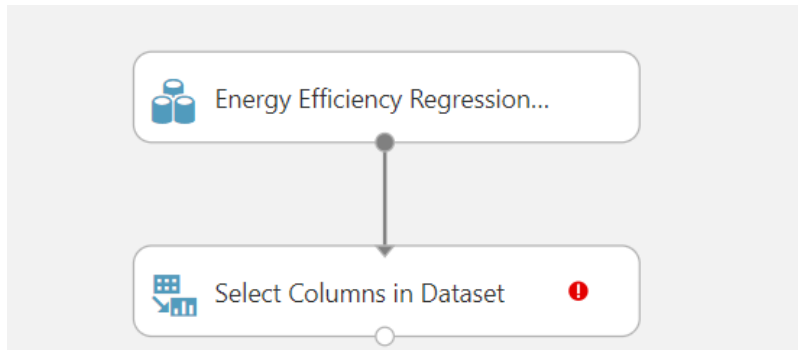 Energy Efficiency Regression...
Select Columns in Dataset